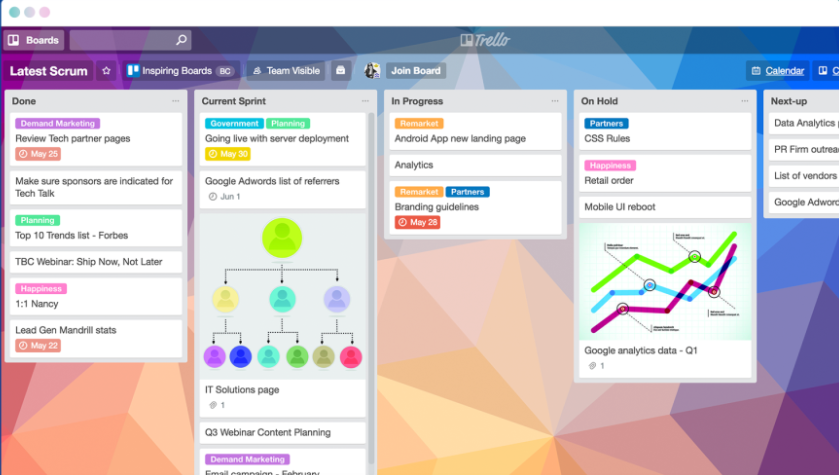 Boards
Trello
Latest Scrum
Inspiring Boards BC
Team Visible
Join Board
Calendar
Done
Demand Marketing
Review Tech partner pages
May 25
Make sure sponsors are indicated for
Tech Talk
Planning
Top 10 Trends list - Forbes
TBC Webinar: Ship Now, Not Later
Happiness
1:1 Nancy
Lead Gen Mandrill stats
May 22
Current Sprint
Government Planning
Going live with server deployment
May 30
Google Adwords list of referrers
Jun 1
IT Solutions page
1
Q3 Webinar Content Planning
Demand Marketing
Email campaign - February
In Progress
Remarket
Android App new landing page
Analytics
Remarket Partners
Branding guidelines
May 28
On Hold
Partners
CSS Rules
Happiness
Retail order
Mobile UI reboot
Google analytics data - Q1
1
Next-up
Data Analytics
PR Firm outrea
List of vendors
Google Adword